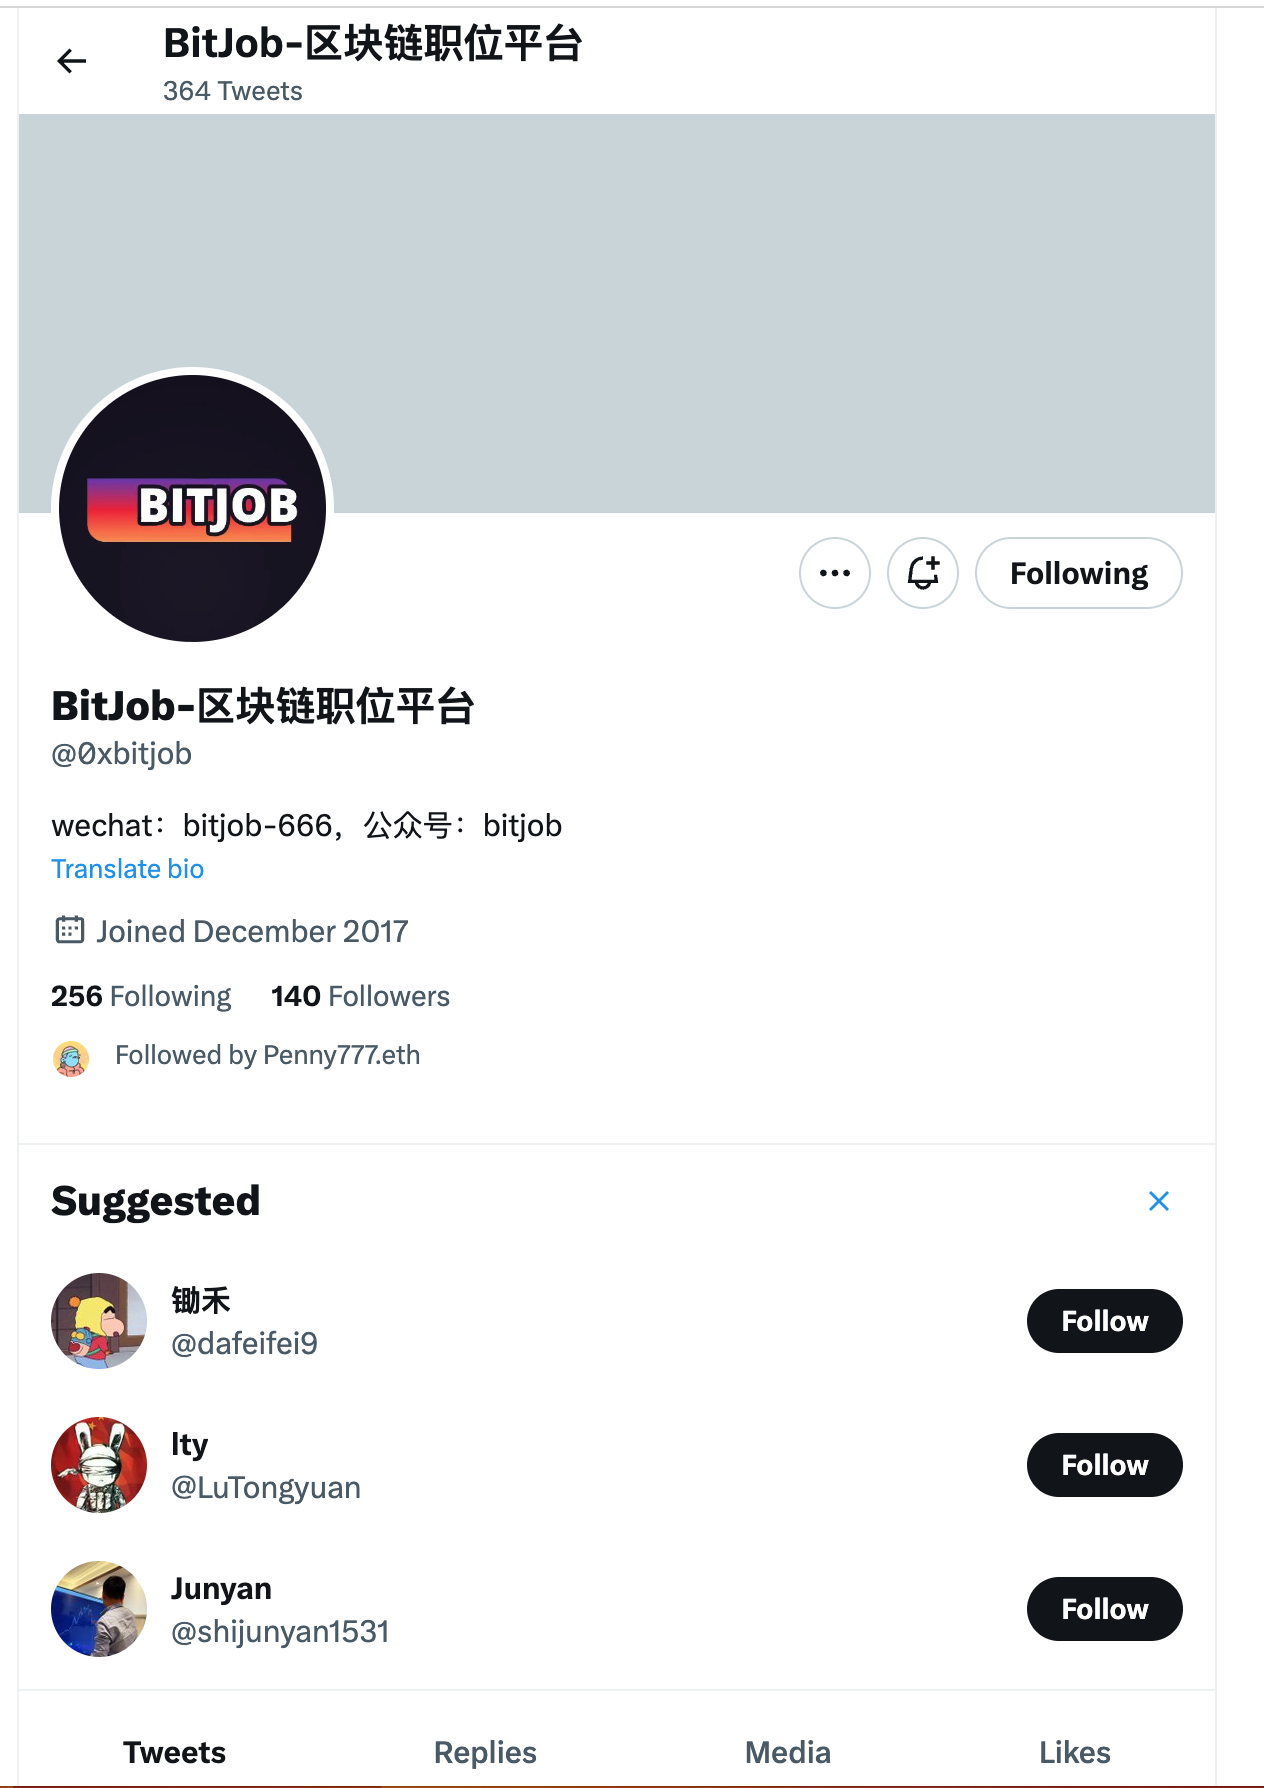 BitJob-区块链职位平台
364 Tweets
BITJOB
Following
BitJob-区块链职位平台
@0xbitjob
wechat：bitjob-666，公众号：bitjob
Translate bio
Joined December 2017
256 Following 140 Followers
Followed by Penny777.eth
Suggested
锄禾
@dafeifei9
Follow
lty
@LuTongyuan
Follow
Junyan
@shijunyan1531
Follow
Tweets Replies Media Likes